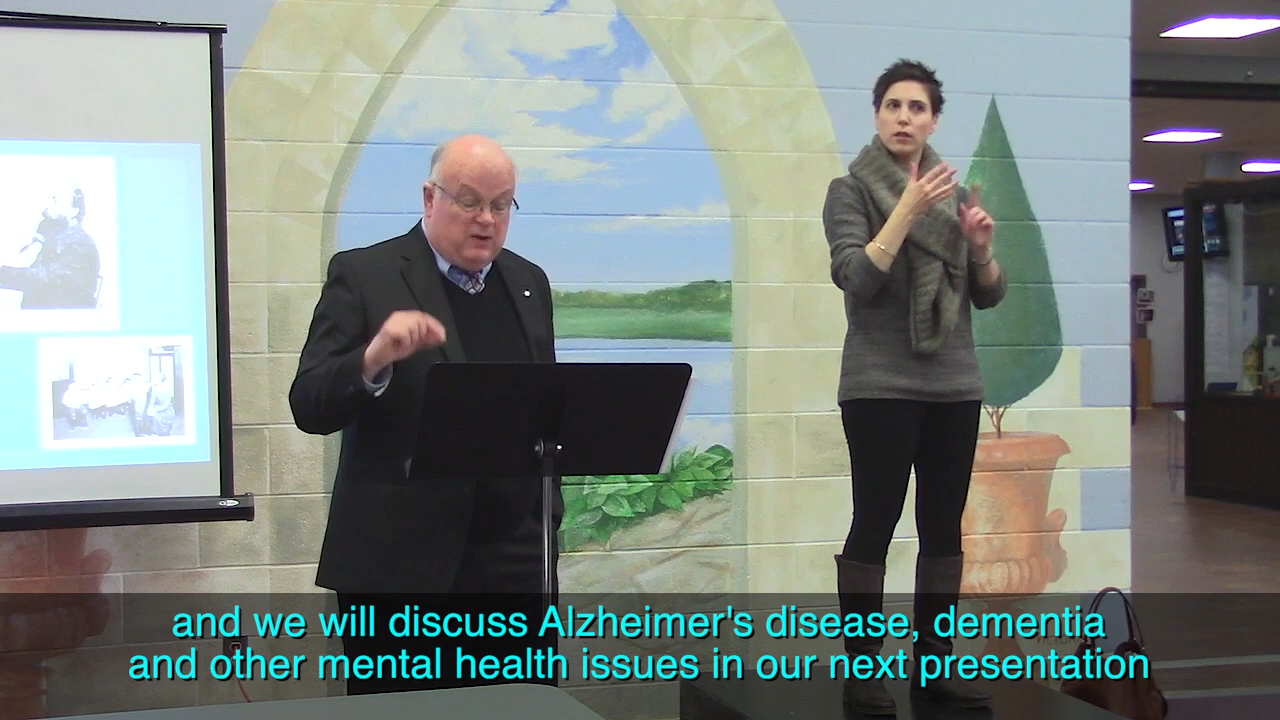 and we will discuss Alzheimer's disease, dementia
and other mental health issues in our next presentation